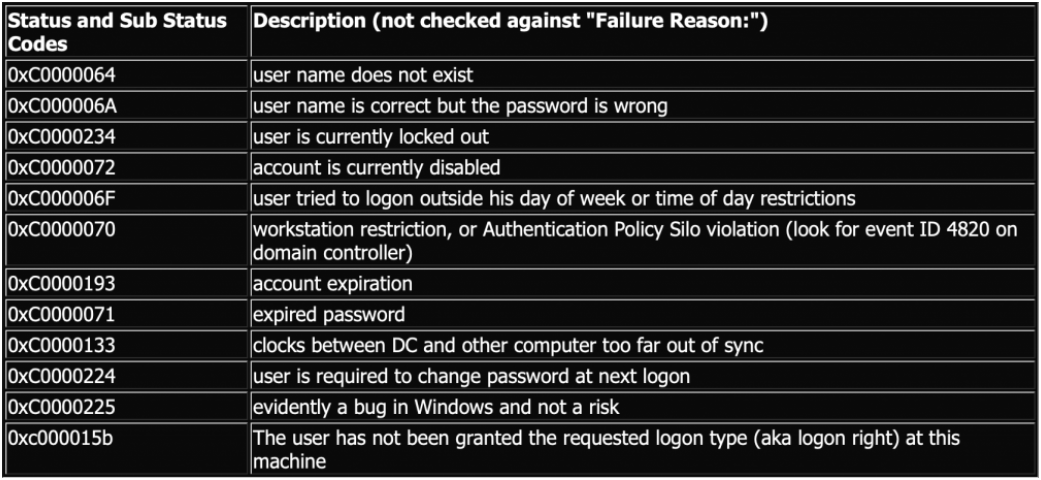 Status and Sub Status
Codes
Description (not checked against "Failure Reason:")
0xC0000064
user name does not exist
0xC000006A
user name is correct but the password is wrong
0xC0000234
user is currently locked out
0xC0000072
account is currently disabled
0xC000006F
user tried to logon outside his day of week or time of day restrictions
0xC0000070
workstation restriction, or Authentication Policy Silo violation (look for event ID 4820 on
domain controller)
0xC0000193
account expiration
0xC0000071
expired password
0xC0000133
clocks between DC and other computer too far out of sync
0xC0000224
user is required to change password at next logon
0xC0000225
evidently a bug in Windows and not a risk
0xc000015b
The user has not been granted the requested logon type (aka logon right) at this
machine